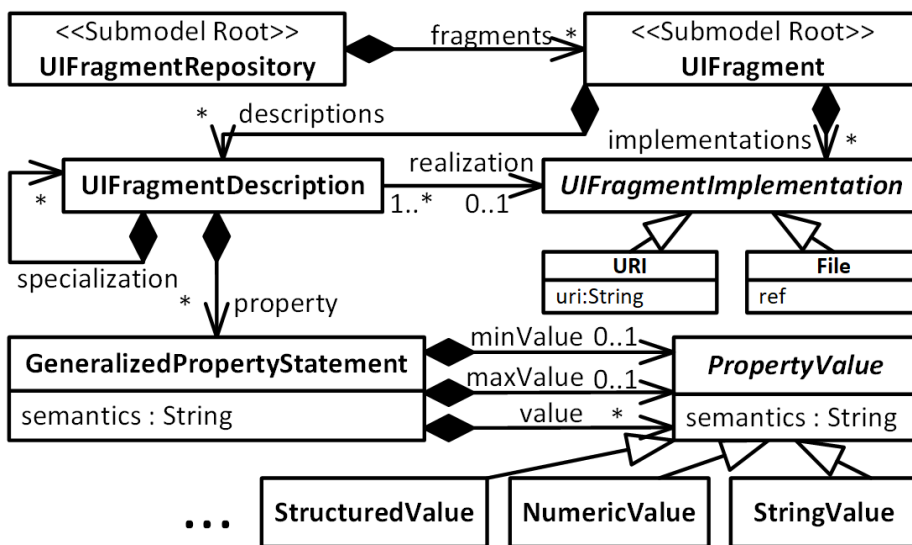 <<Submodel Root>>
UIFragmentRepository
fragments *
<<Submodel Root>>
UIFragment
* descriptions
implementations *
UIFragmentDescription
realization
1..* 0..1
UIFragmentImplementation
*
specialization
* property
URI
uri:String
File
ref
GeneralizedPropertyStatement
semantics : String
minValue 0..1
maxValue 0..1
value *
PropertyValue
semantics : String
...
StructuredValue
NumericValue
StringValue